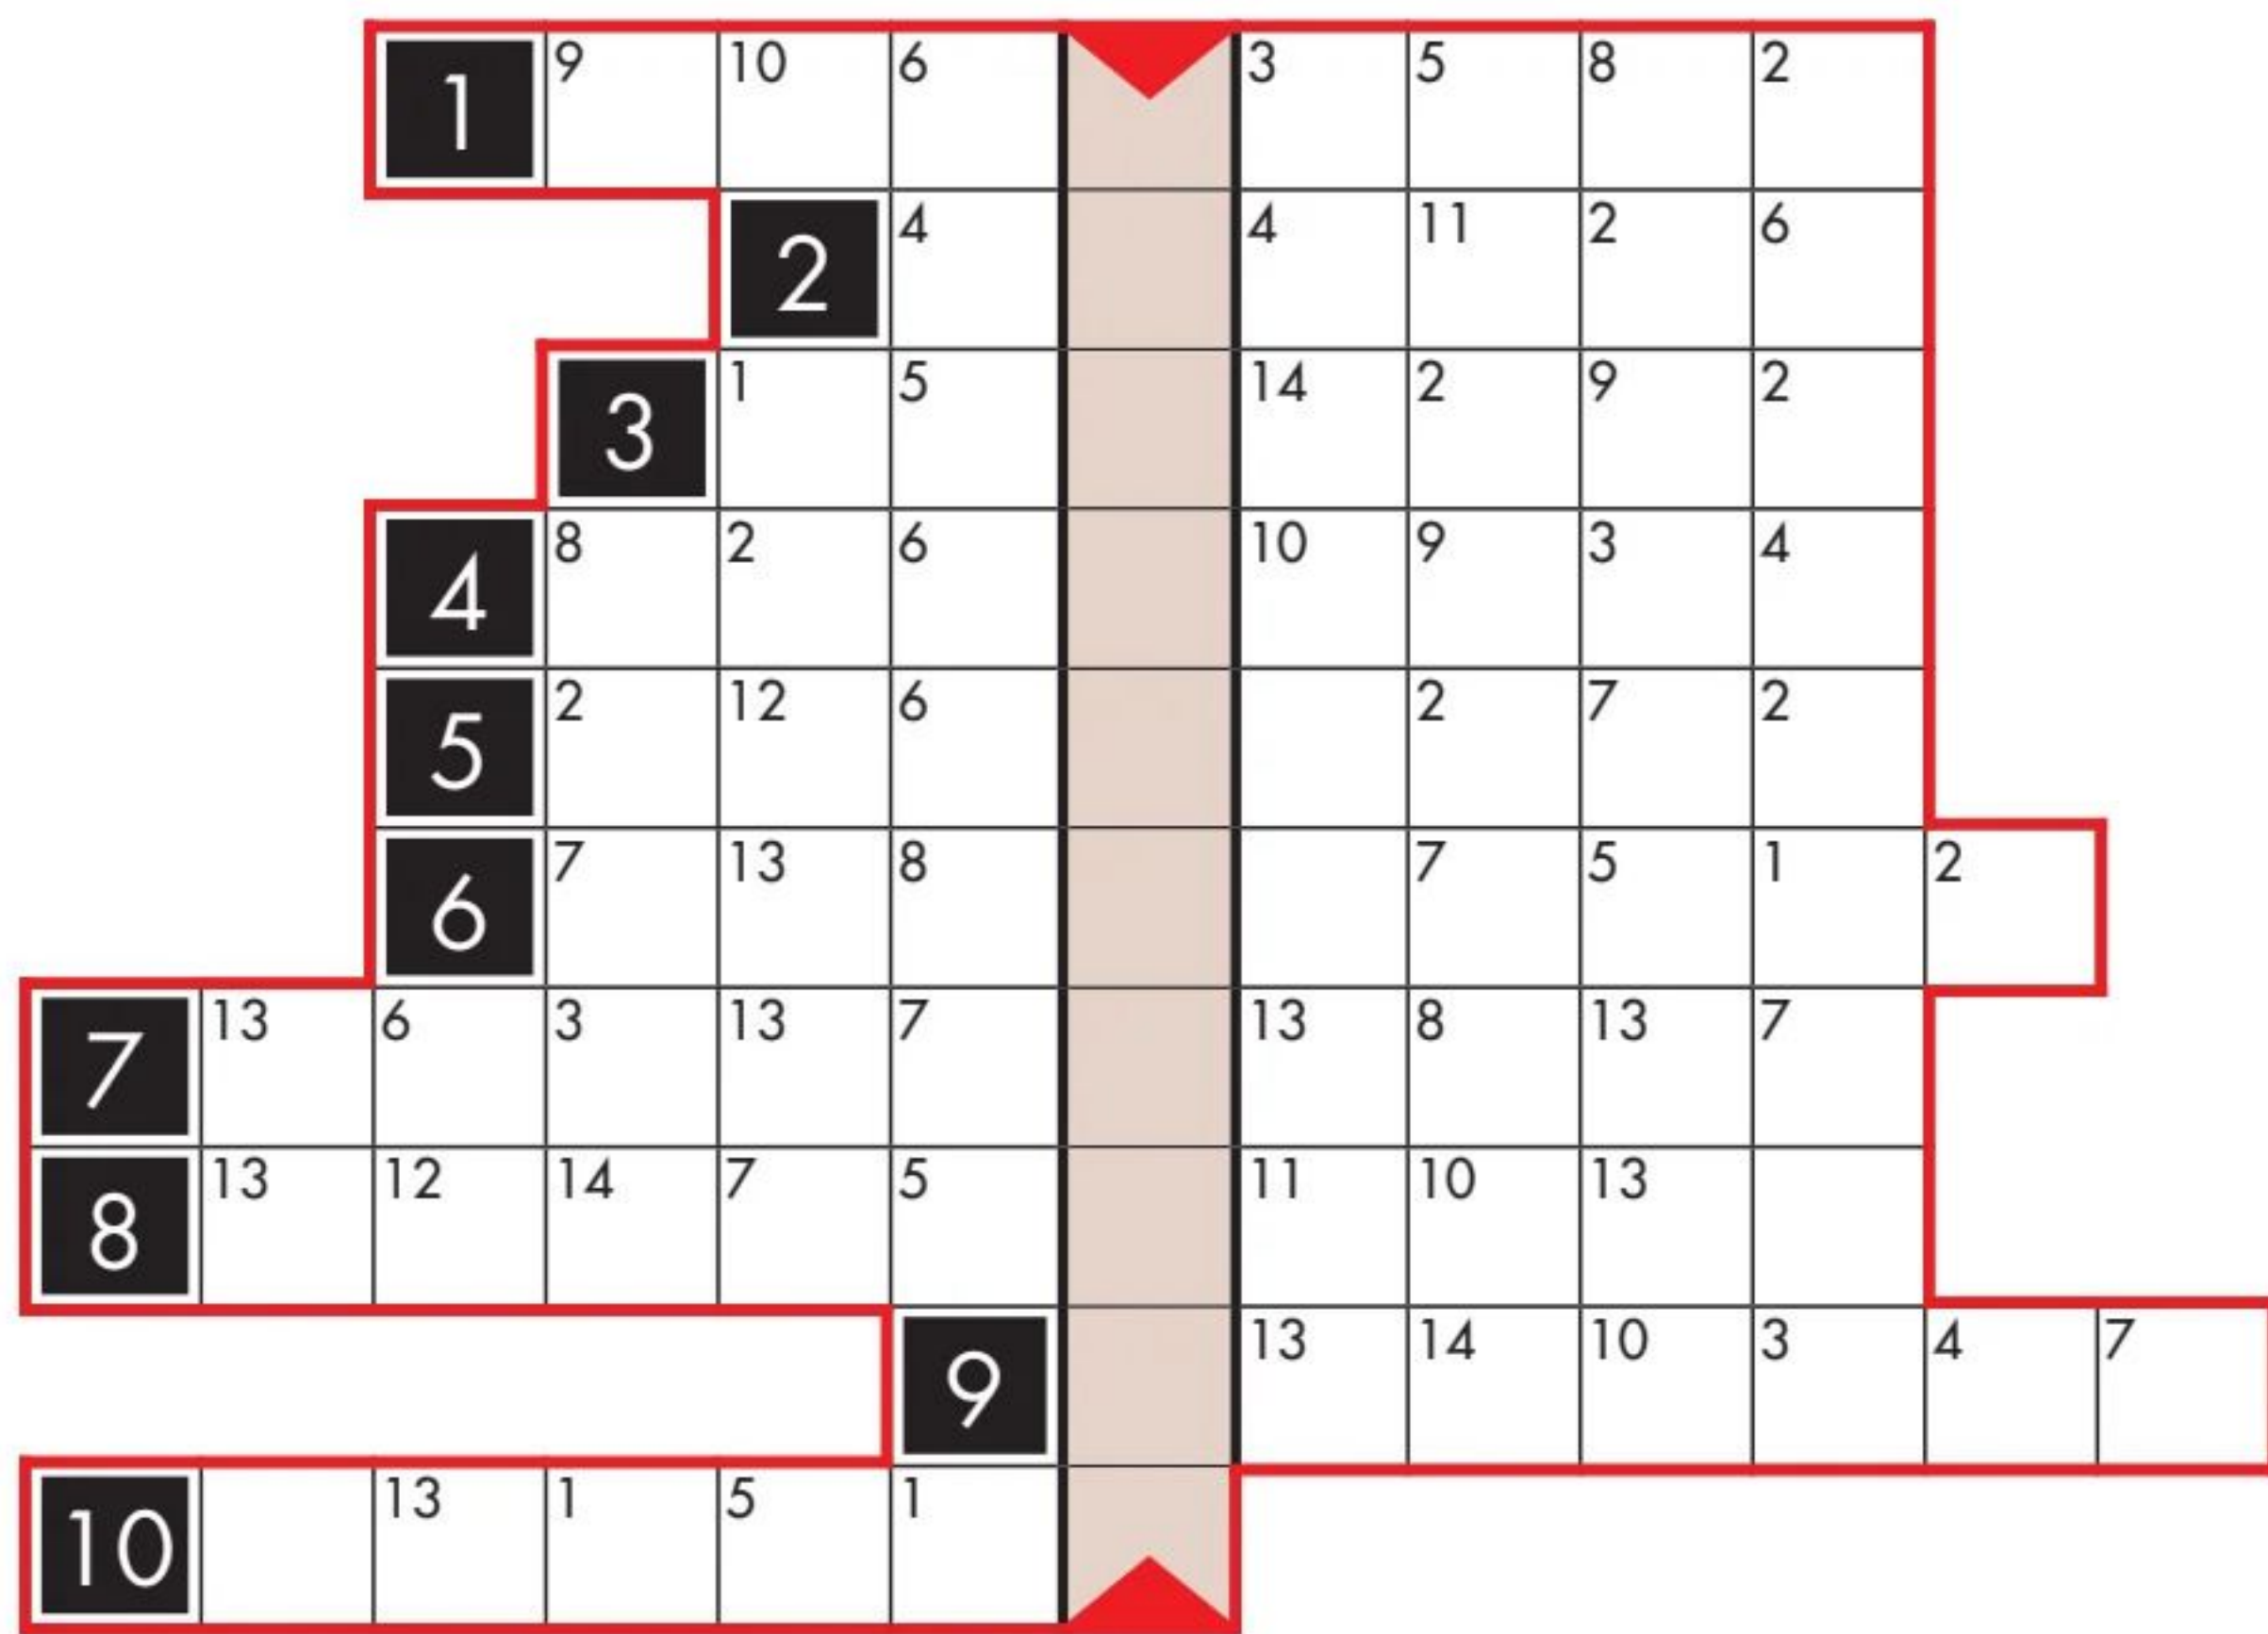 1 9 10 6 3 5 8 2
2 4 4 11 2 6
3 1 5 14 2 9 2
4 8 2 6 10 9 3 4
5 2 12 6 2 7 2
6 7 13 8 7 5 1 2
7 13 6 3 13 7 13 8 13 7
8 13 12 14 7 5 11 10 13
9 13 14 10 3 4 7
10 13 1 5 1